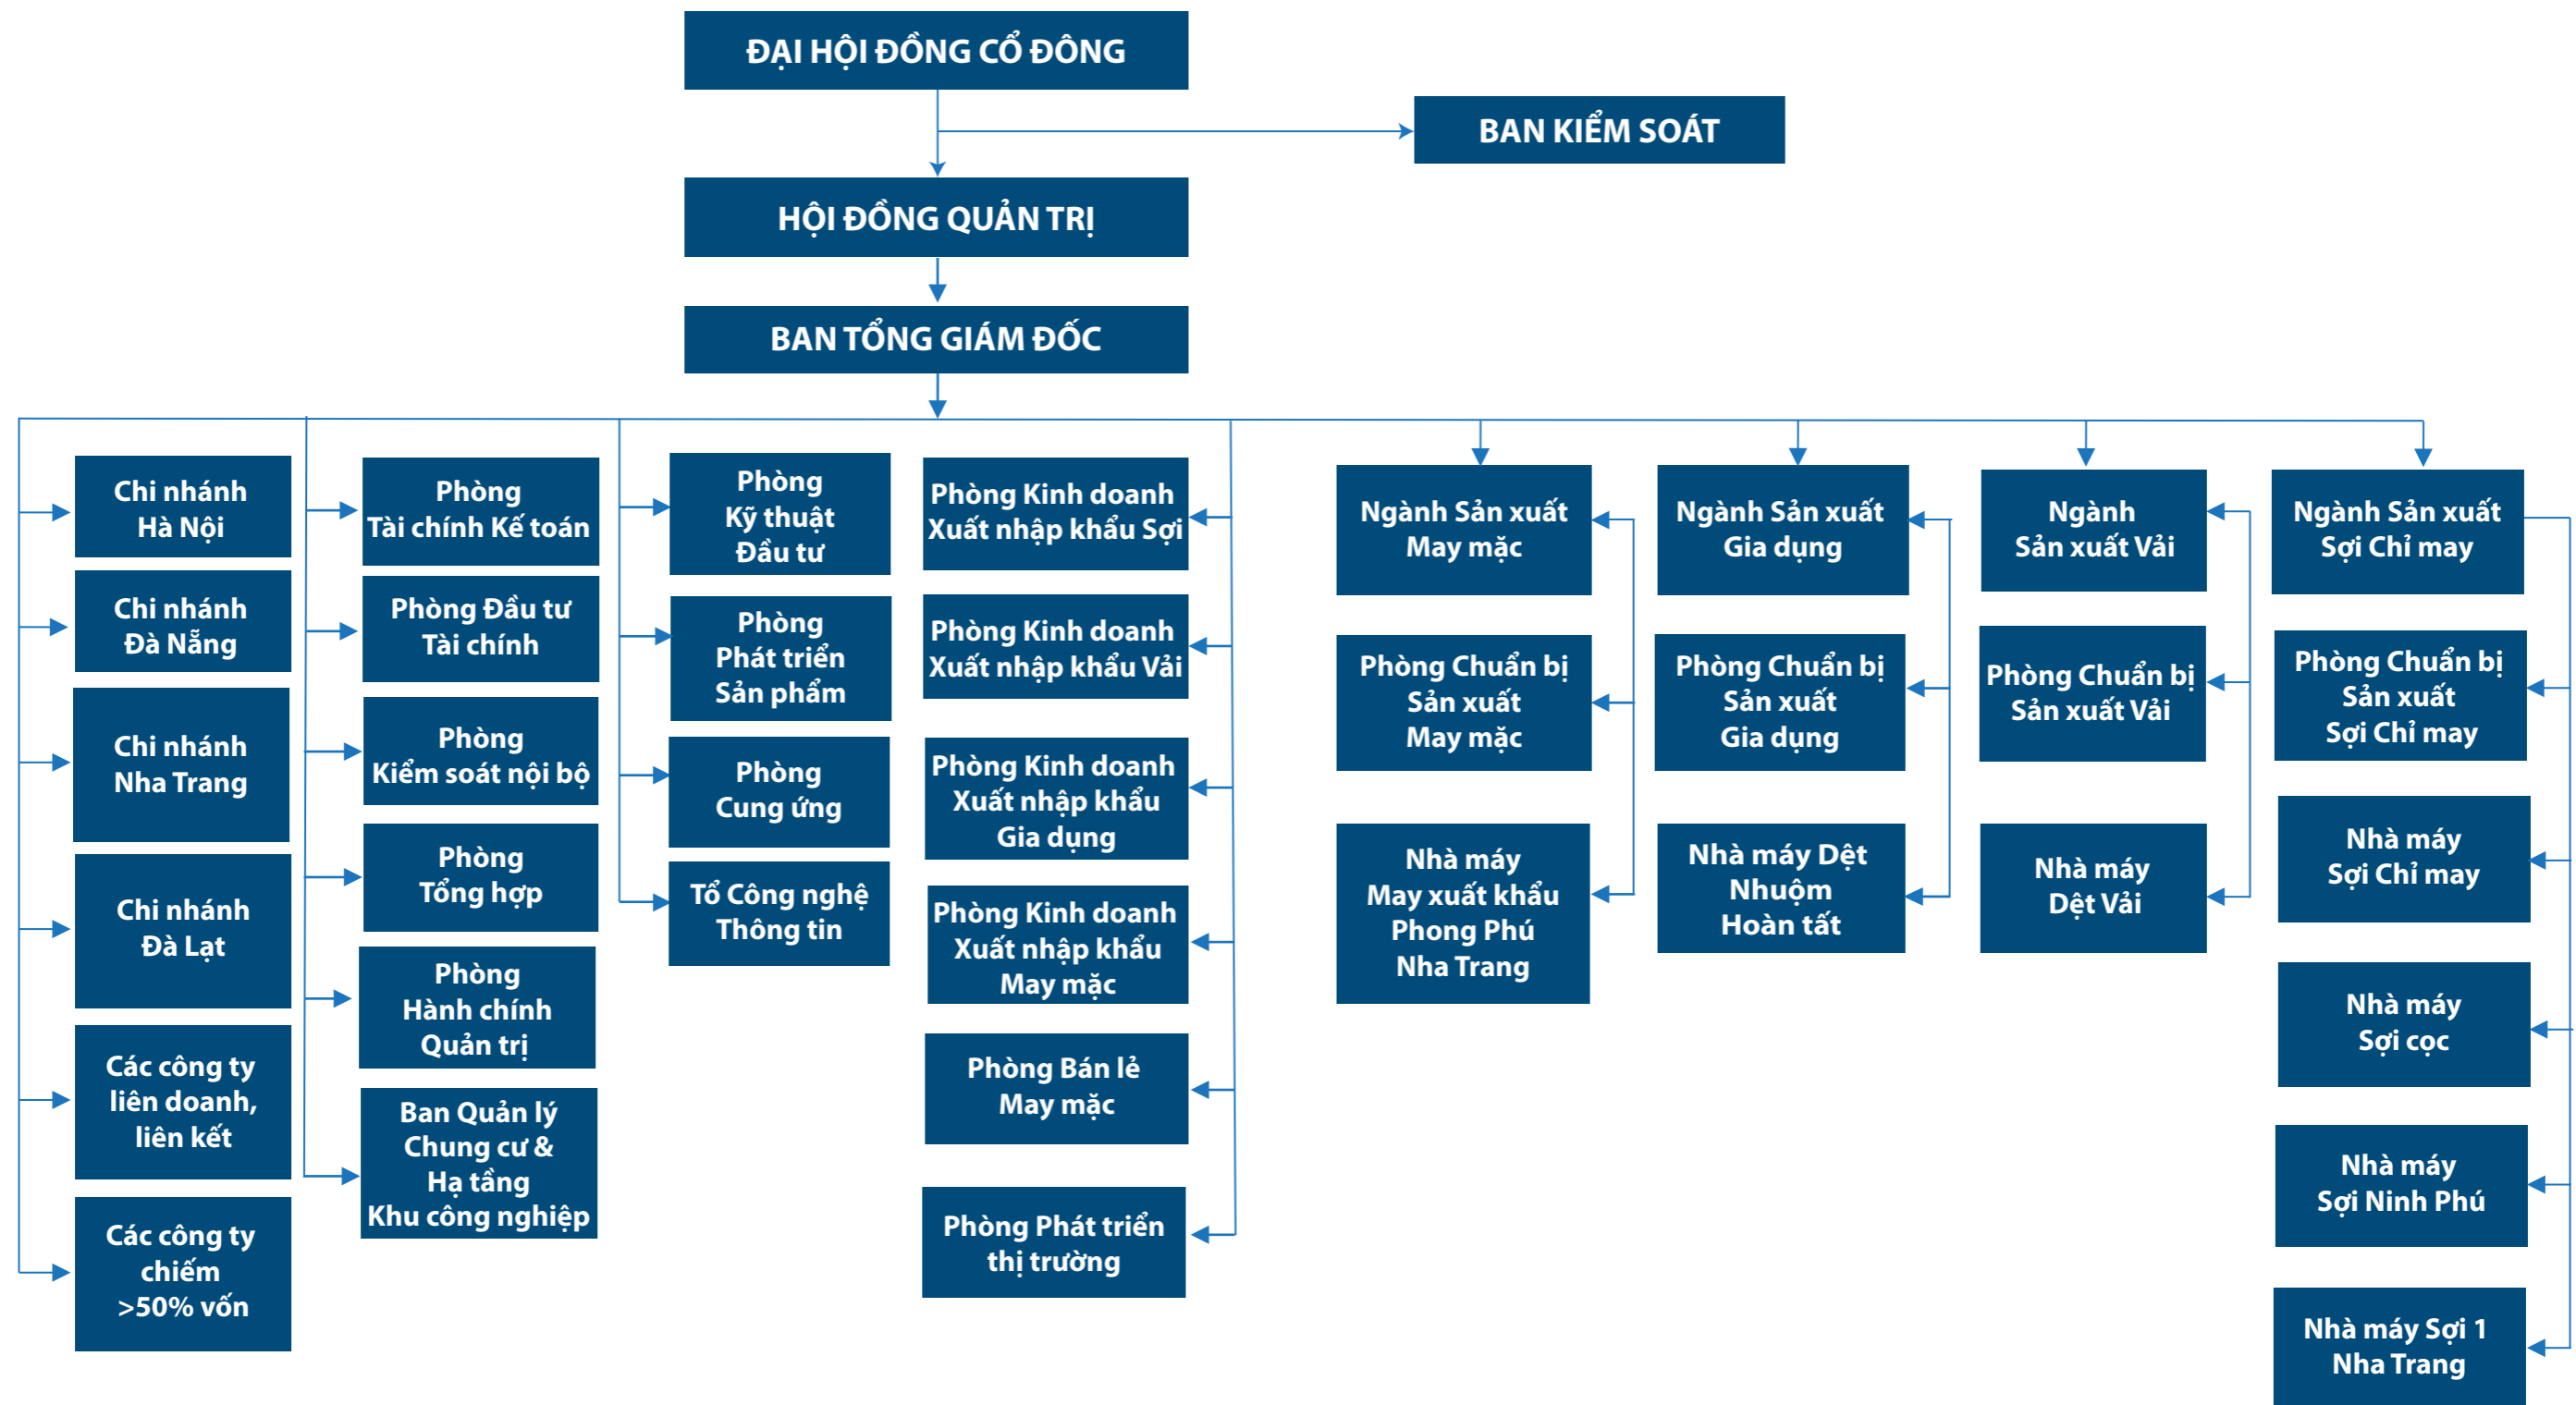 ĐẠI HỘI ĐỒNG CỔ ĐÔNG
BAN KIỂM SOÁT
HỘI ĐỒNG QUẢN TRỊ
BAN TỔNG GIÁM ĐỐC
Chi nhánh
Hà Nội
Chi nhánh
Đà Nẵng
Chi nhánh
Nha Trang
Chi nhánh
Đà Lạt
Các công ty
liên doanh,
liên kết
Các công ty
chiếm
>50% vốn
Phòng
Tài chính Kế toán
Phòng Đầu tư
Tài chính
Phòng
Kiểm soát nội bộ
Phòng
Tổng hợp
Phòng
Hành chính
Quản trị
Ban Quản lý
Chung cư &
Hạ tầng
Khu công nghiệp
Phòng
Kỹ thuật
Đầu tư
Phòng
Phát triển
Sản phẩm
Phòng
Cung ứng
Tổ Công nghệ
Thông tin
Phòng Kinh doanh
Xuất nhập khẩu Sợi
Phòng Kinh doanh
Xuất nhập khẩu Vải
Phòng Kinh doanh
Xuất nhập khẩu
Gia dụng
Phòng Kinh doanh
Xuất nhập khẩu
May mặc
Phòng Bán lẻ
May mặc
Phòng Phát triển
thị trường
Ngành Sản xuất
May mặc
Phòng Chuẩn bị
Sản xuất
May mặc
Nhà máy
May xuất khẩu
Phong Phú
Nha Trang
Ngành Sản xuất
Gia dụng
Phòng Chuẩn bị
Sản xuất
Gia dụng
Nhà máy Dệt
Nhuộm
Hoàn tất
Ngành
Sản xuất Vải
Phòng Chuẩn bị
Sản xuất Vải
Nhà máy
Dệt Vải
Ngành Sản xuất
Sợi Chỉ may
Phòng Chuẩn bị
Sản xuất
Sợi Chỉ may
Nhà máy
Sợi Chỉ may
Nhà máy
Sợi cọc
Nhà máy
Sợi Ninh Phú
Nhà máy Sợi 1
Nha Trang